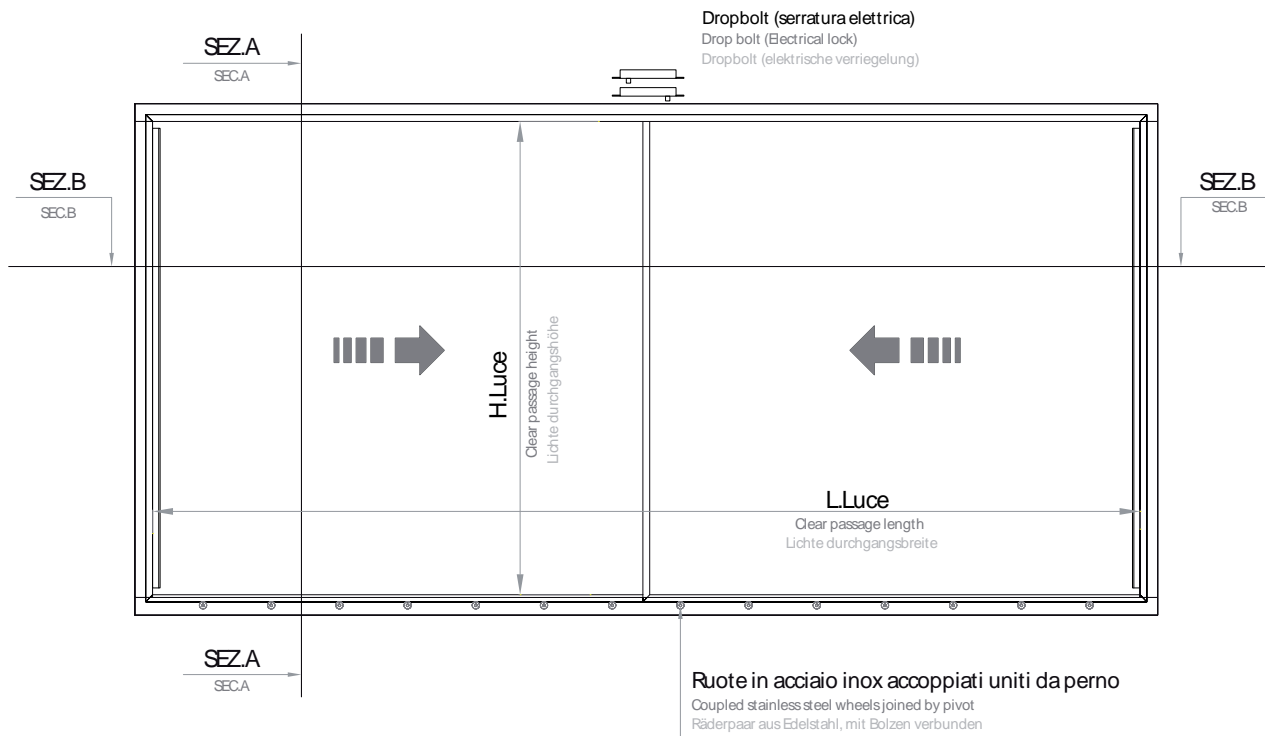 Dropbolt (serratura elettrica)
Drop bolt (Electrical lock)
Dropbolt (elektrische verriegelung)
SEZ.A
SEC.A
SEZ.B
SEC.B
SEZ.B
SEC.B
H.Luce
Clear passage height
Lichte durchgangshöhe
L.Luce
Clear passage length
Lichte durchgangsbreite
SEZ.A
SEC.A
Ruote in acciaio inox accoppiati uniti da perno
Coupled stainless steel wheels joined by pivot
Räderpaar aus Edelstahl, mit Bolzen verbunden